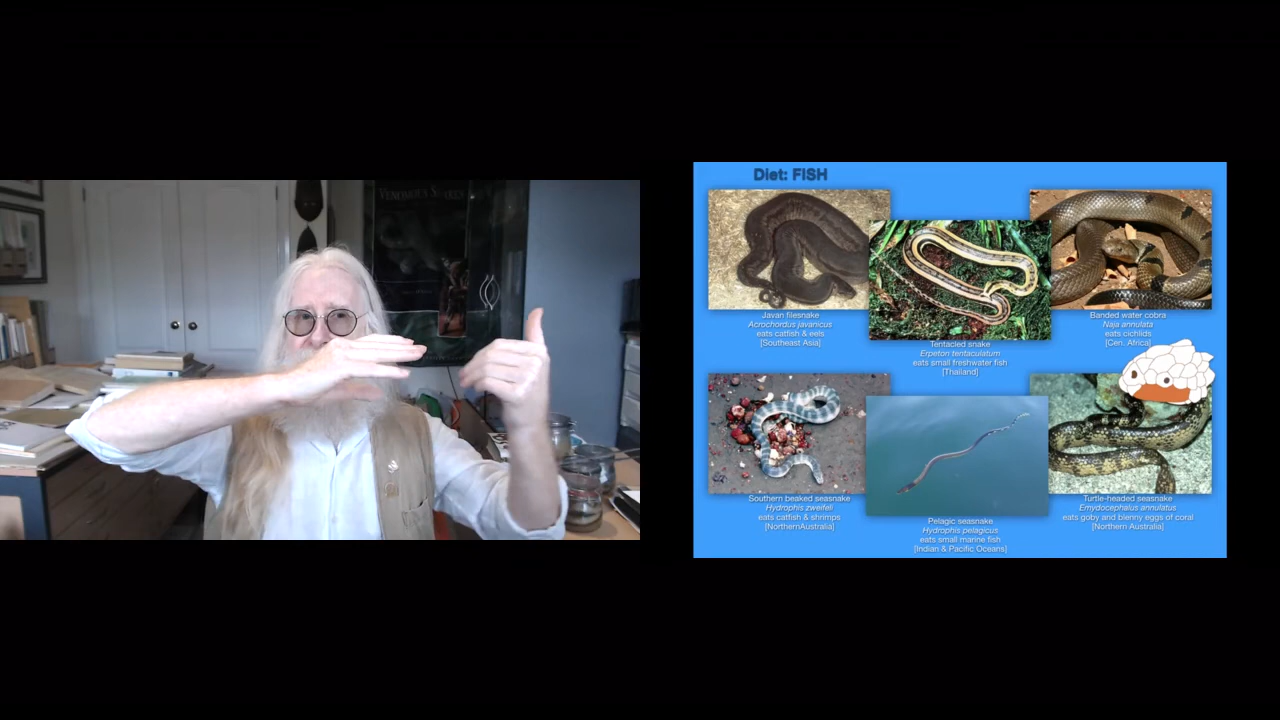 VENOMOUS SNAKES
Diet: FISH
Javan filesnake
Acrochordus javanicus
eats catfish & eels
[Southeast Asia]
Tentacled snake
Erpeton tentaculatum
eats small freshwater fish
[Thailand]
Banded water cobra
Naja annulata
eats cichlids
[Cen. Africa]
Southern beaked seasnake
Hydrophis zweifeli
eats catfish & shrimps
[NorthernAustralia]
Pelagic seasnake
Hydrophis pelagicus
eats small marine fish
[Indian & Pacific Oceans]
Turtle-headed seasnake
Emydocephalus annulatus
eats goby and blenny eggs of coral
[Northern Australia]